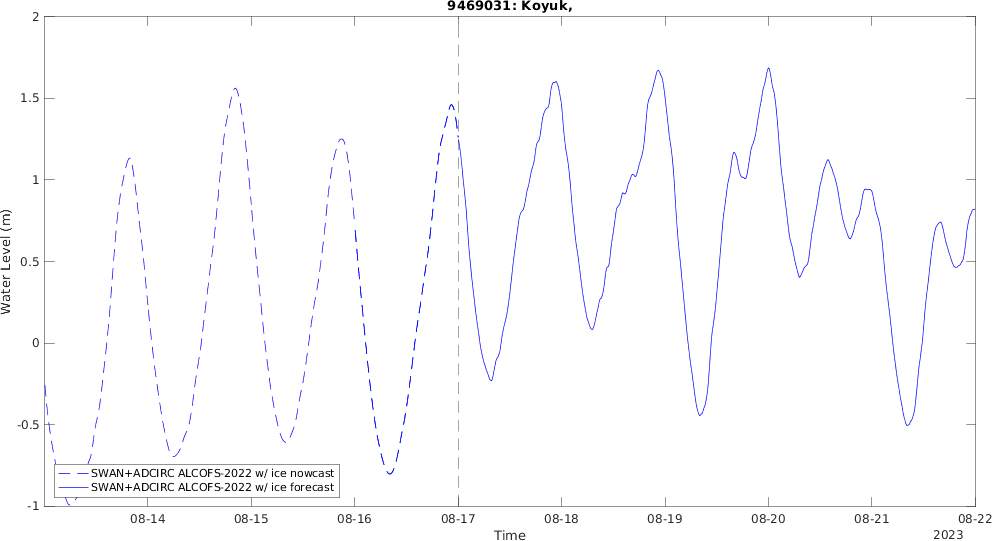 9469031: Koyuk,
2
1.5
1
0.5
0
-0.5
-1
Water Level (m)
SWAN+ADCIRC ALCOFS-2022 w/ ice nowcast
SWAN+ADCIRC ALCOFS-2022 w/ ice forecast
08-14 08-15 08-16 08-17 08-18 08-19 08-20 08-21 08-22
Time
2023